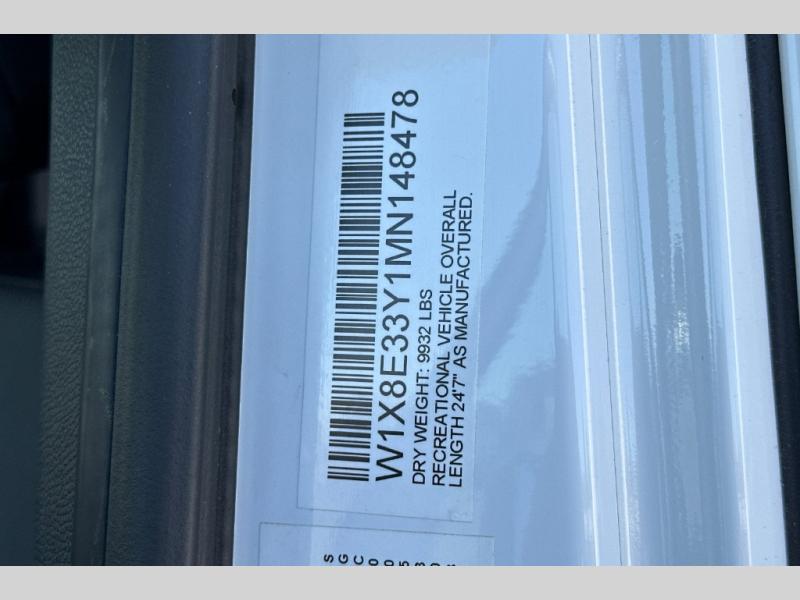 W1X8E33Y1MN148478
DRY WEIGHT: 9932 LBS
RECREATIONAL VEHICLE OVERALL
LENGTH 24'7" AS MANUFACTURED.